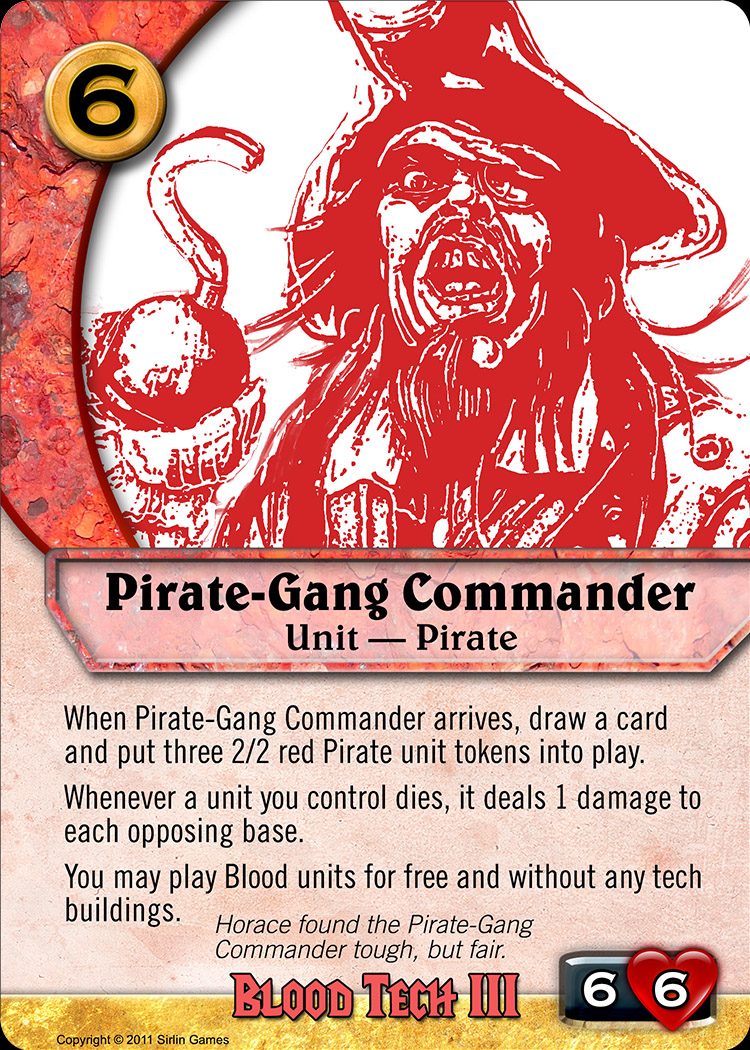 6
Pirate-Gang Commander
Unit — Pirate
When Pirate-Gang Commander arrives, draw a card
and put three 2/2 red Pirate unit tokens into play.
Whenever a unit you control dies, it deals 1 damage to
each opposing base.
You may play Blood units for free and without any tech
buildings.
Horace found the Pirate-Gang
Commander tough, but fair.
Blood Tech III
6 6
Copyright © 2011 Sirlin Games